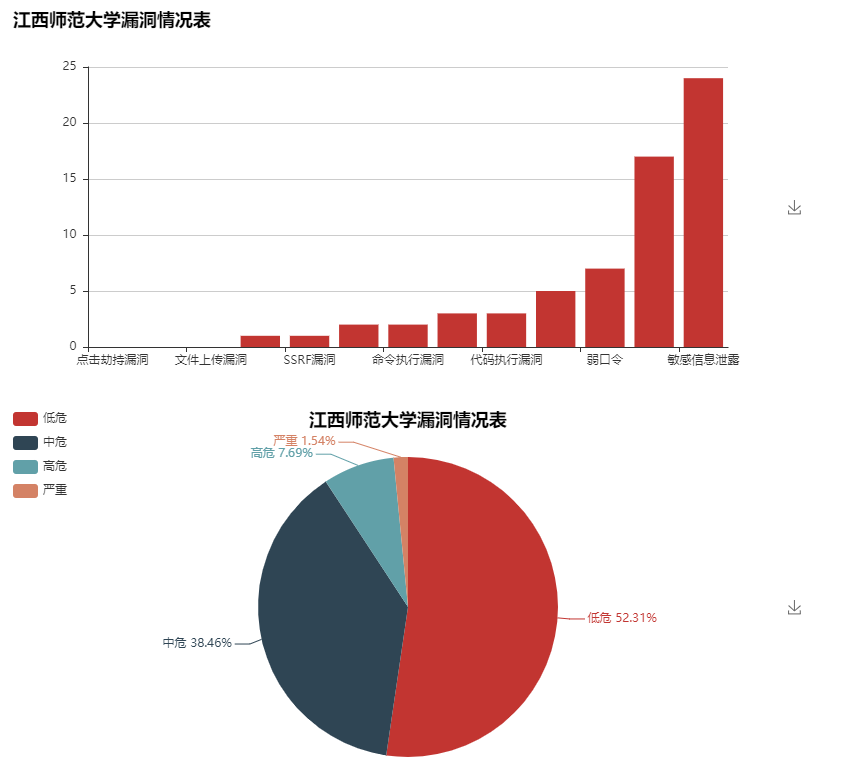 江西师范大学漏洞情况表
25
20
15
10
5
0
点击劫持漏洞 文件上传漏洞 SSRF漏洞 命令执行漏洞 代码执行漏洞 弱口令 敏感信息泄露
江西师范大学漏洞情况表
低危
中危
高危
严重
严重 1.54%
高危 7.69%
低危 52.31%
中危 38.46%